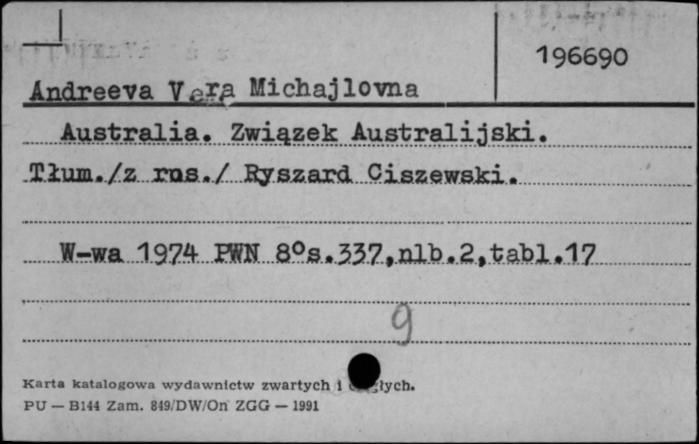 196690
Andreeva Vera Michajlovna
Australia. Związek Australijski.
Tłum./z ros./ Ryszard Ciszewski.
W-wa 1974 PWN 8°s.337,nlb.2,tabl.17
9
Karta katalogowa wydawnictw zwartych i
PU — B144 Zam. 849/DW/On ZGG — 1991